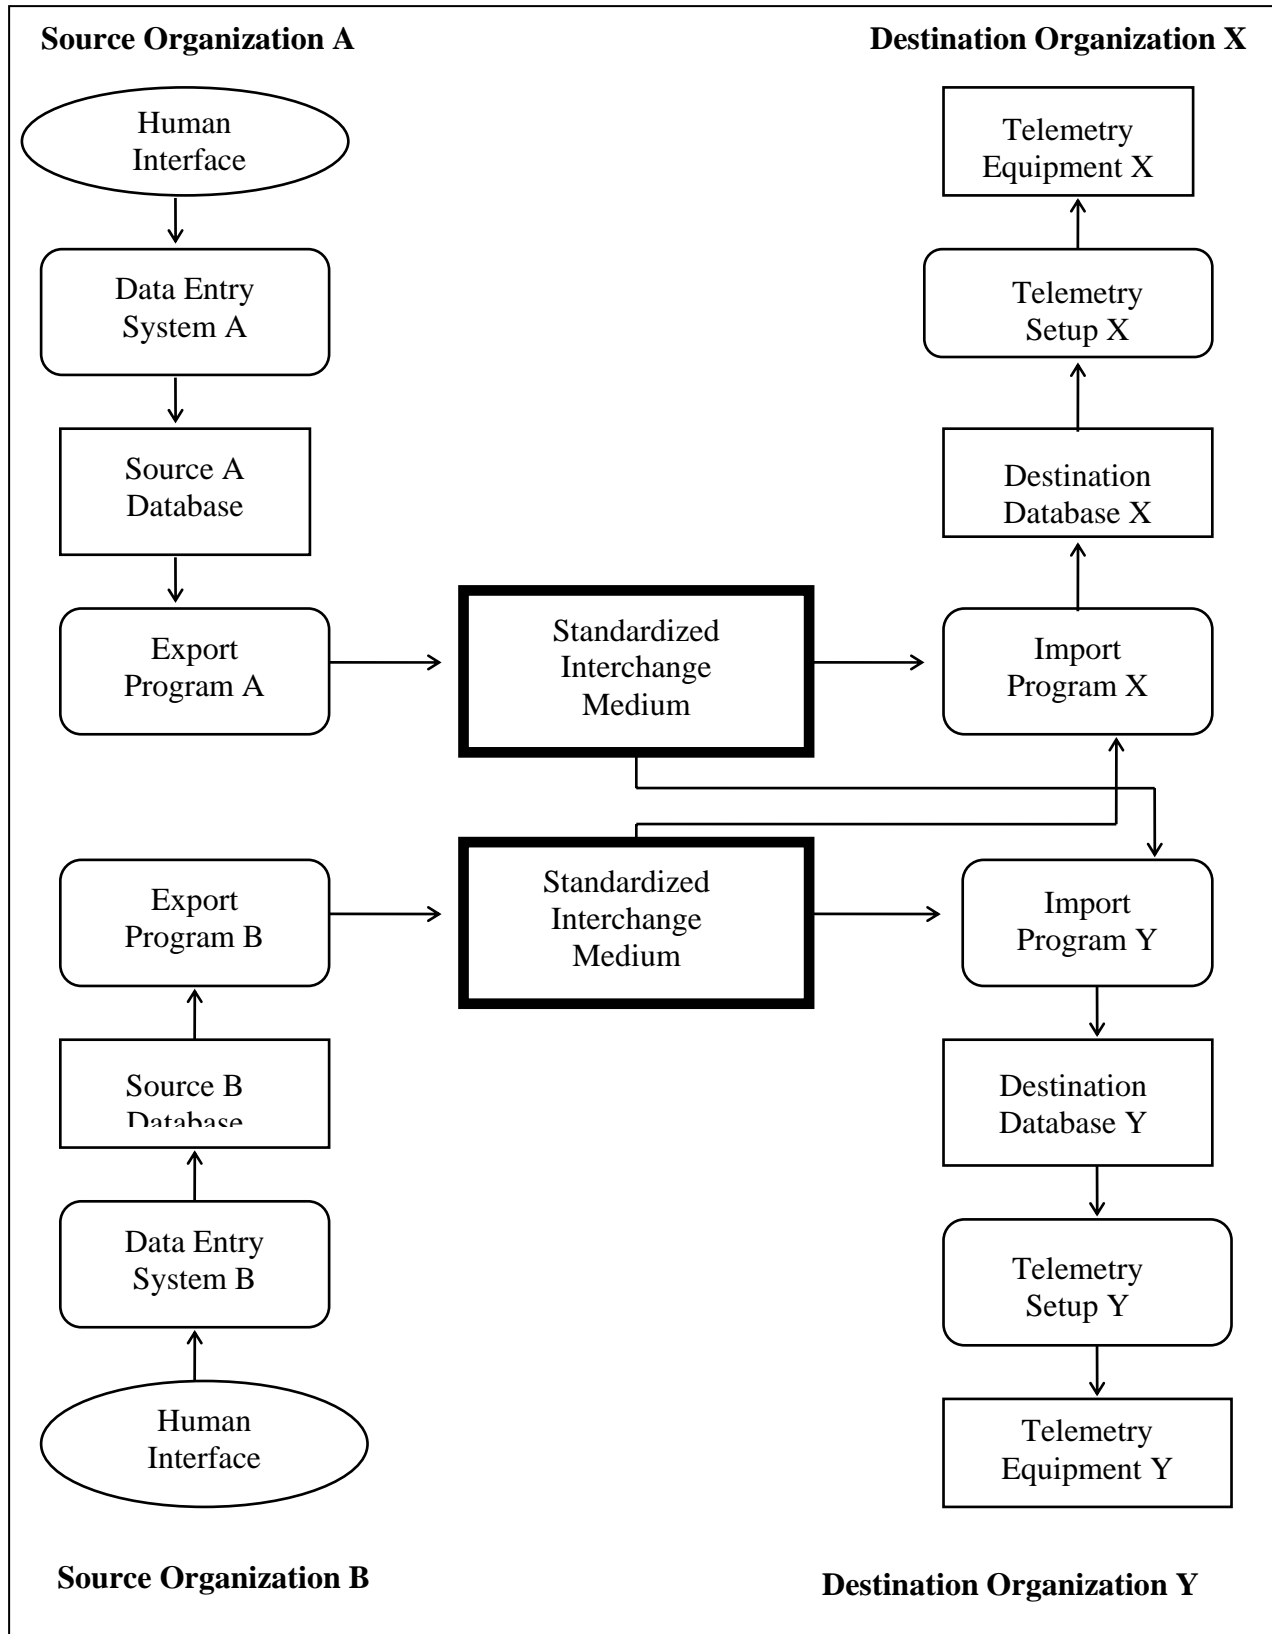 Source Organization A
Destination Organization X
Human
Interface
Telemetry
Equipment X
Data Entry
System A
Telemetry
Setup X
Source A
Database
Destination
Database X
Export
Program A
Standardized
Interchange
Medium
Import
Program X
Export
Program B
Standardized
Interchange
Medium
Import
Program Y
Source B
Database
Destination
Database Y
Data Entry
System B
Telemetry
Setup Y
Human
Interface
Telemetry
Equipment Y
Source Organization B
Destination Organization Y